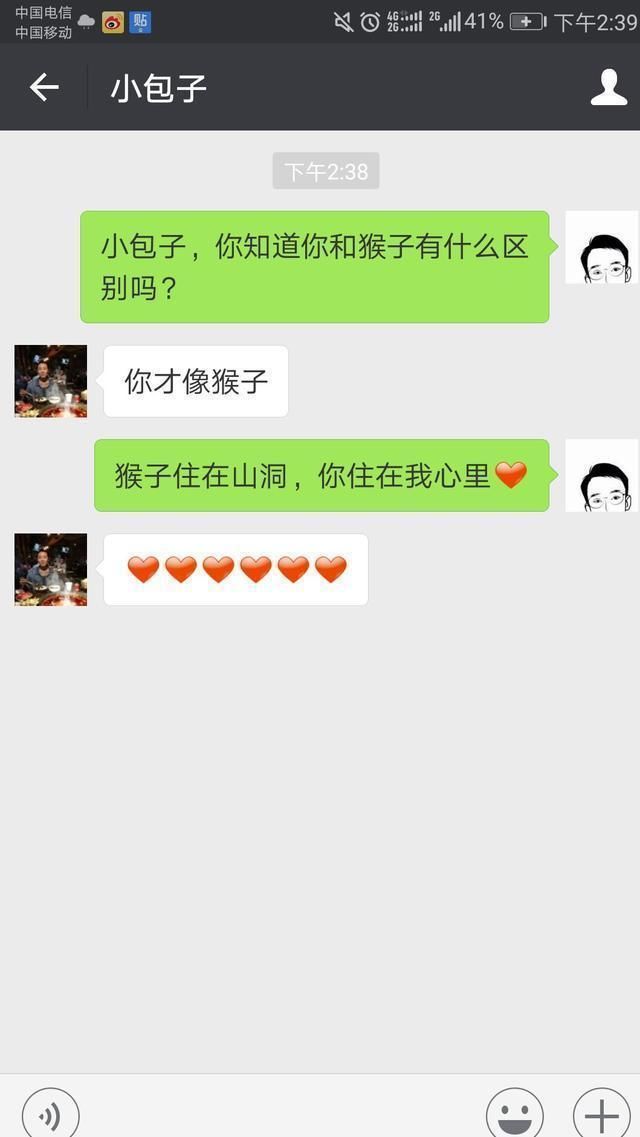 中国电信
中国移动
贴
4G
2G
2G
41%
下午2:39
小包子
下午2:38
小包子，你知道你和猴子有什么区
别吗？
你才像猴子
猴子住在山洞，你住在我心里❤
❤❤❤❤❤❤